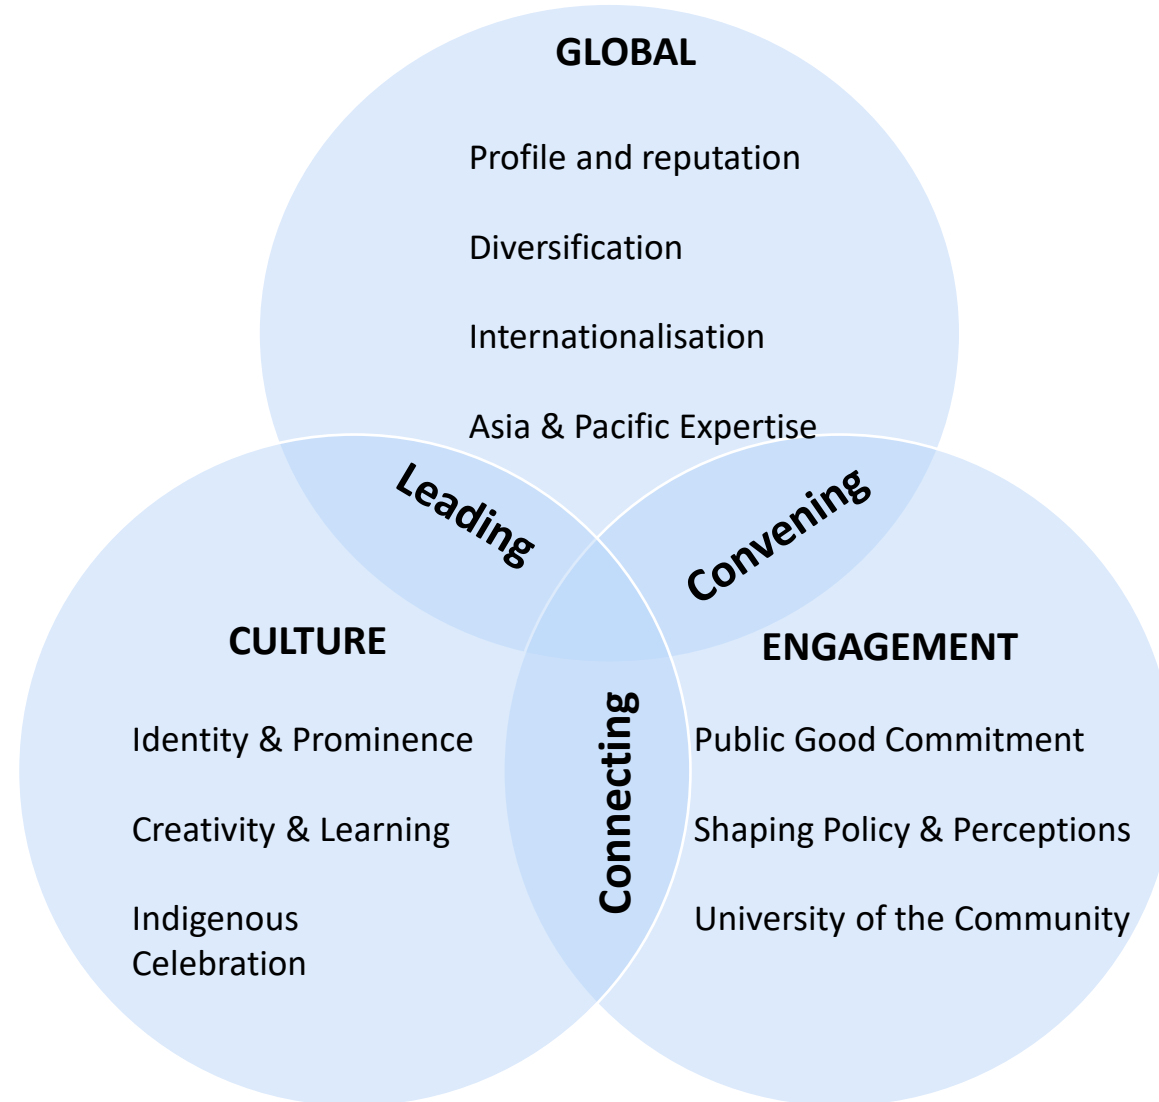 GLOBAL
Profile and reputation
Diversification
Internationalisation
Asia & Pacific Expertise
Leading
Convening
CULTURE
Identity & Prominence
Creativity & Learning
Indigenous
Celebration
Connecting
ENGAGEMENT
Public Good Commitment
Shaping Policy & Perceptions
University of the Community